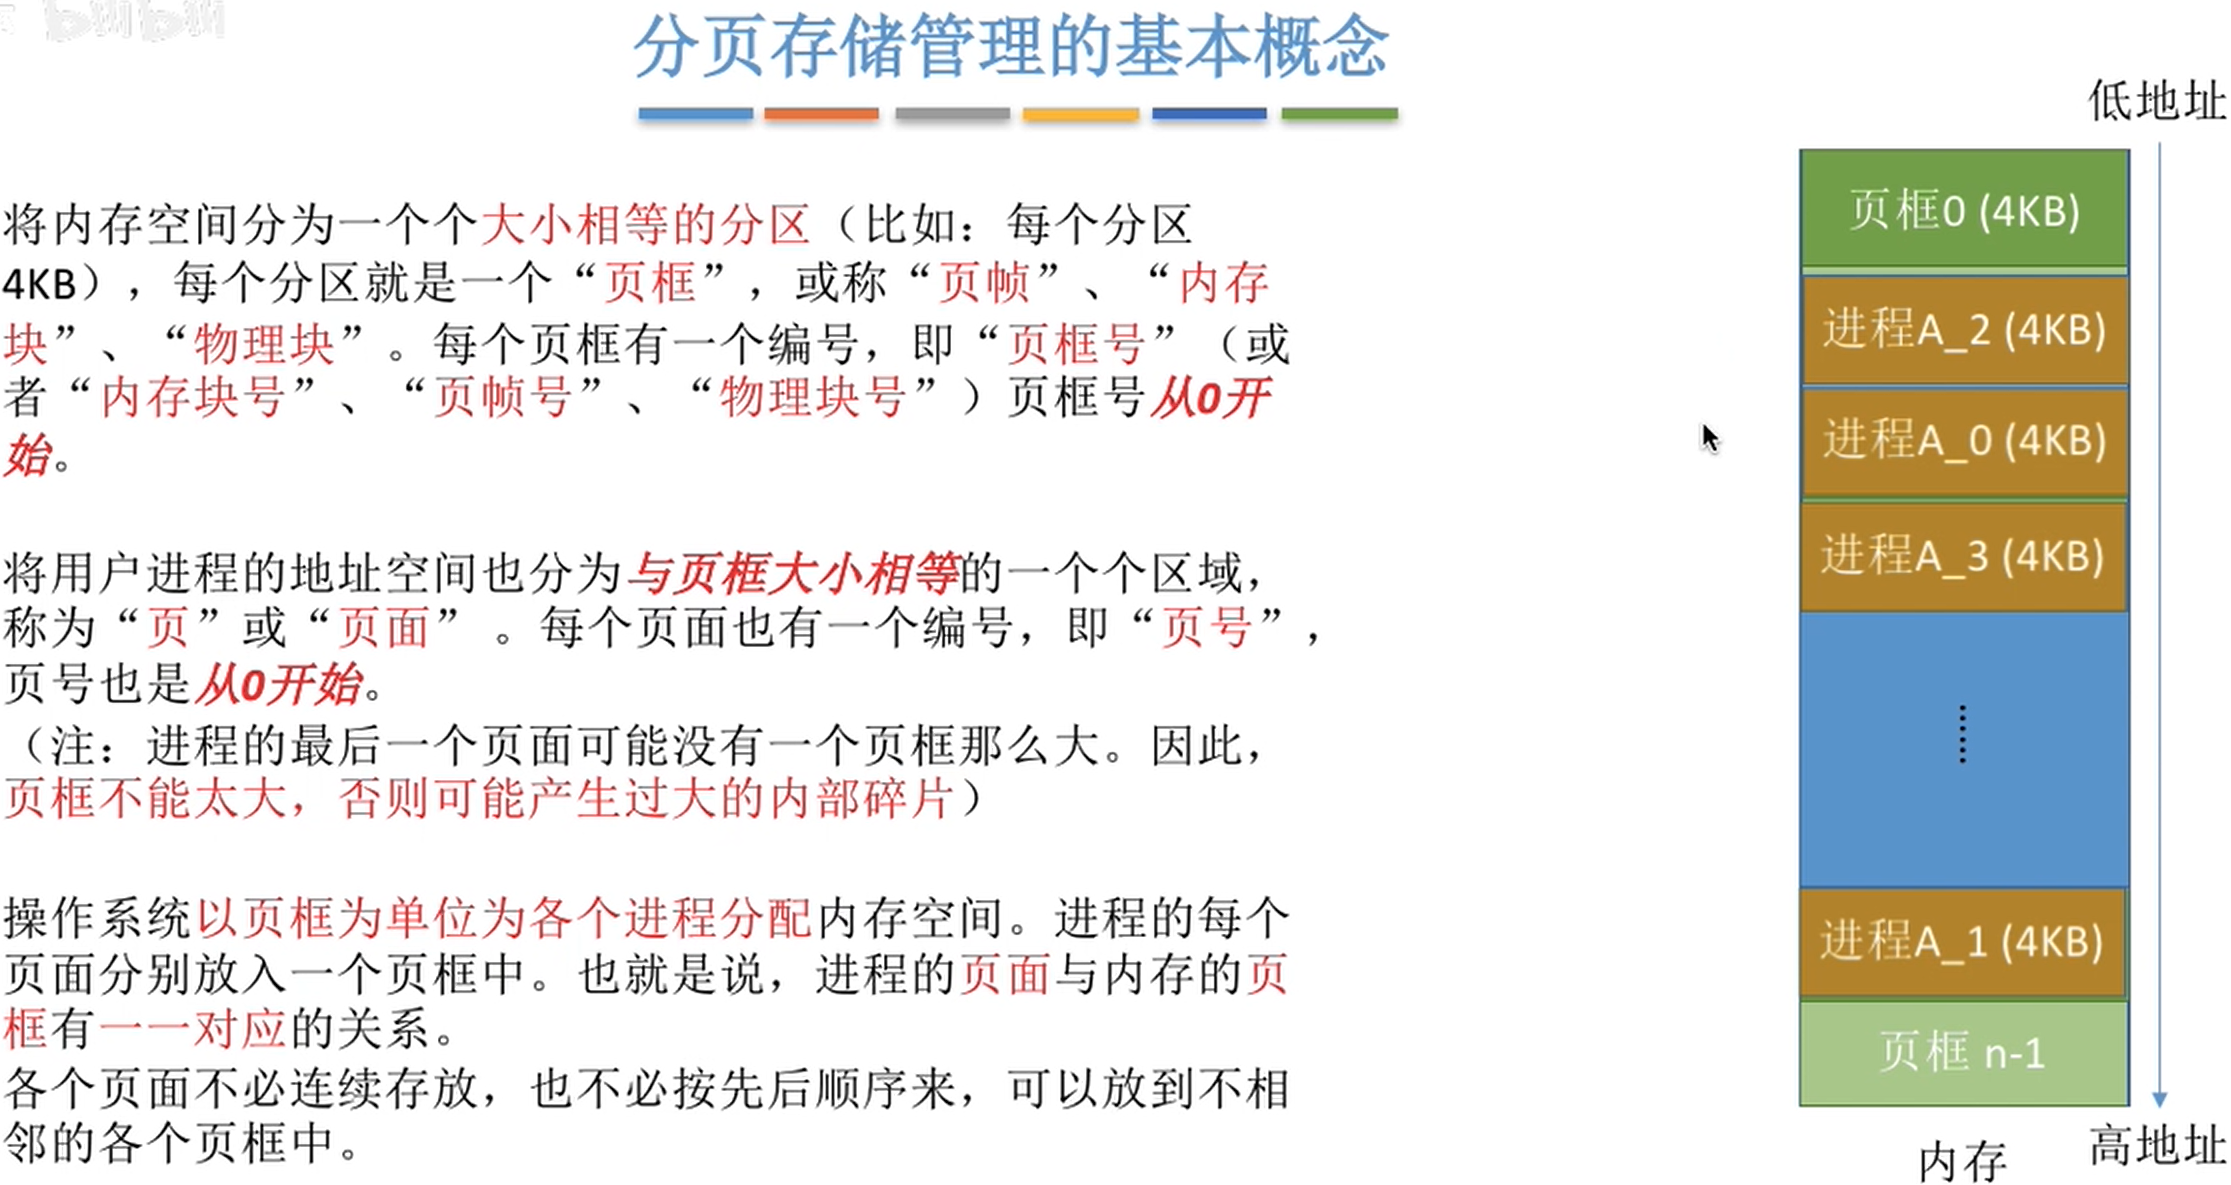 分页存储管理的基本概念
低地址
将内存空间分为一个个大小相等的分区（比如：每个分区
4KB），每个分区就是一个“页框”，或称“页帧”、“内存
块”、“物理块”。每个页框有一个编号，即“页框号”（或
者“内存块号”、“页帧号”、“物理块号”）页框号从0开
始。
将用户进程的地址空间也分为与页框大小相等的一个个区域，
称为“页”或“页面”。每个页面也有一个编号，即“页号”，
页号也是从0开始。
（注：进程的最后一个页面可能没有一个页框那么大。因此，
页框不能太大，否则可能产生过大的内部碎片）
操作系统以页框为单位为各个进程分配内存空间。进程的每个
页面分别放入一个页框中。也就是说，进程的页面与内存的页
框有一一对应的关系。
各个页面不必连续存放，也不必按先后顺序来，可以放到不相
邻的各个页框中。
页框0 (4KB)
进程A_2 (4KB)
进程A_0 (4KB)
进程A_3 (4KB)
……
进程A_1 (4KB)
页框 n-1
内存
高地址